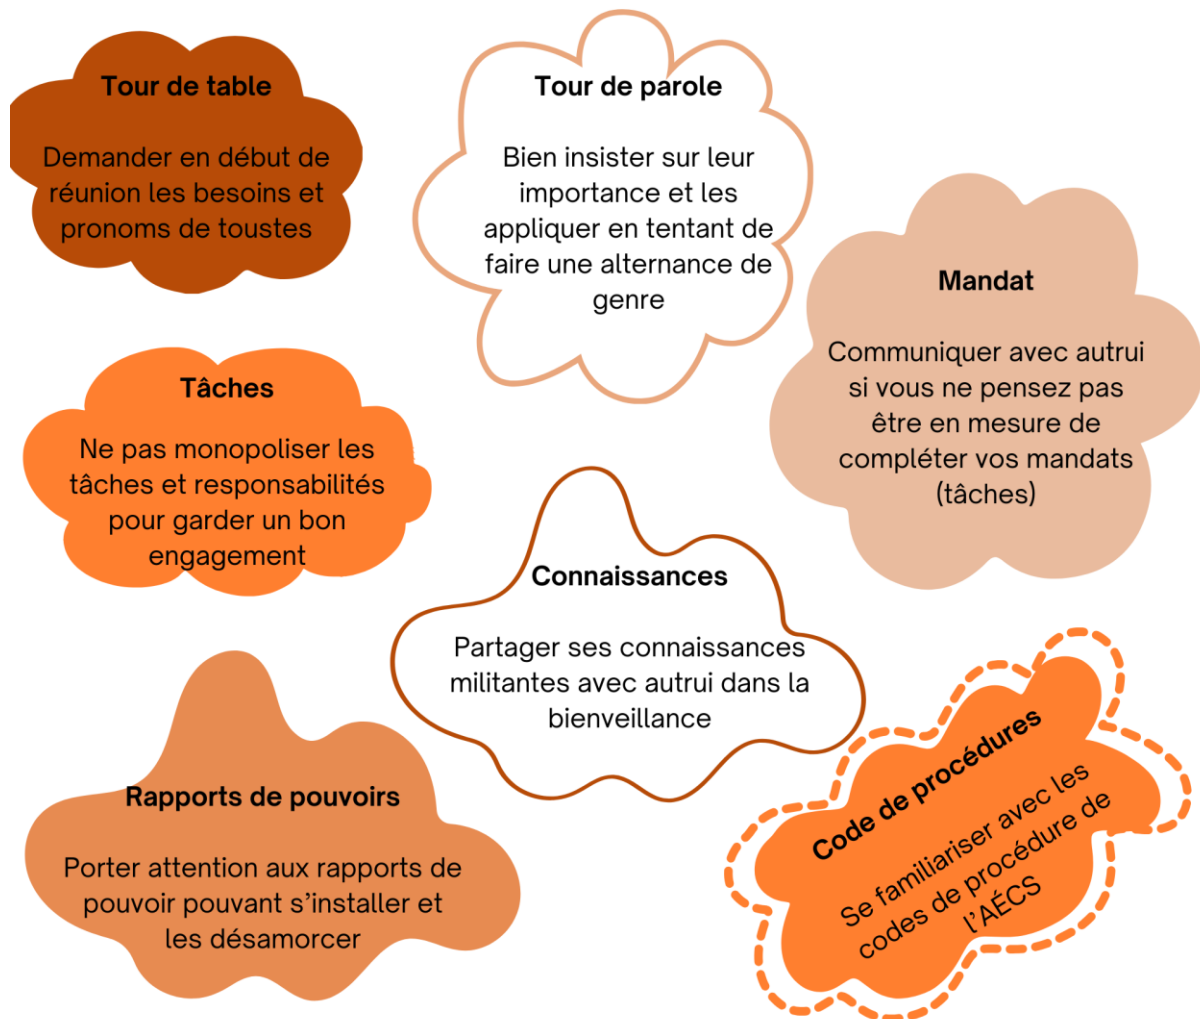 Tour de table
Demander en début de
réunion les besoins et
pronoms de toustes
Tour de parole
Bien insister sur leur
importance et les
appliquer en tentant de
faire une alternance de
genre
Mandat
Communiquer avec autrui
si vous ne pensez pas
être en mesure de
compléter vos mandats
(tâches)
Tâches
Ne pas monopoliser les
tâches et responsabilités
pour garder un bon
engagement
Connaissances
Partager ses connaissances
militantes avec autrui dans la
bienveillance
Rapports de pouvoirs
Porter attention aux rapports de
pouvoir pouvant s’installer et
les désamorcer
Code de procédures
Se familiariser avec les
codes de procédure de
l’AÉCS